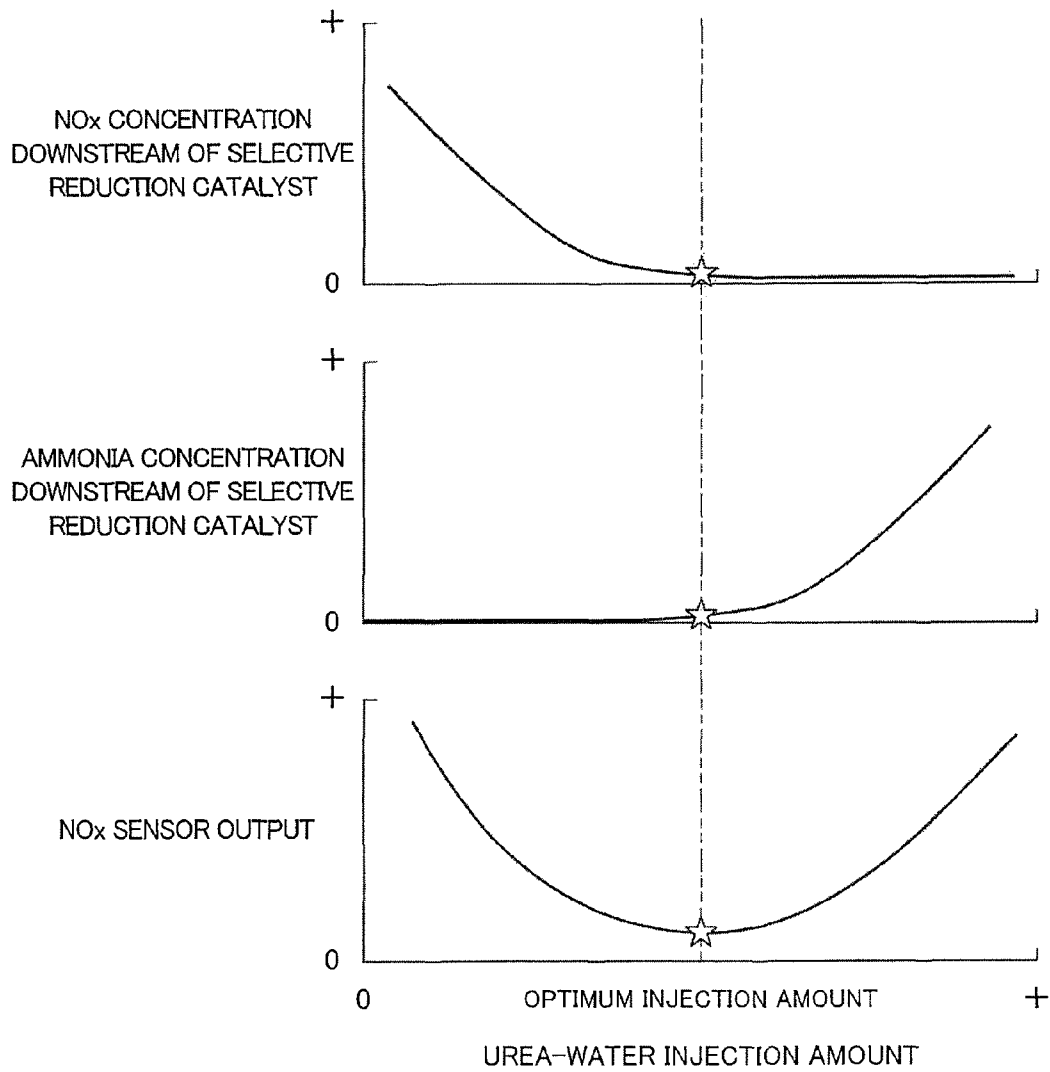 +
NOx CONCENTRATION
DOWNSTREAM OF SELECTIVE
REDUCTION CATALYST
0
+
AMMONIA CONCENTRATION
DOWNSTREAM OF SELECTIVE
REDUCTION CATALYST
0
+
NOx SENSOR OUTPUT
0
0 OPTIMUM INJECTION AMOUNT +
UREA-WATER INJECTION AMOUNT